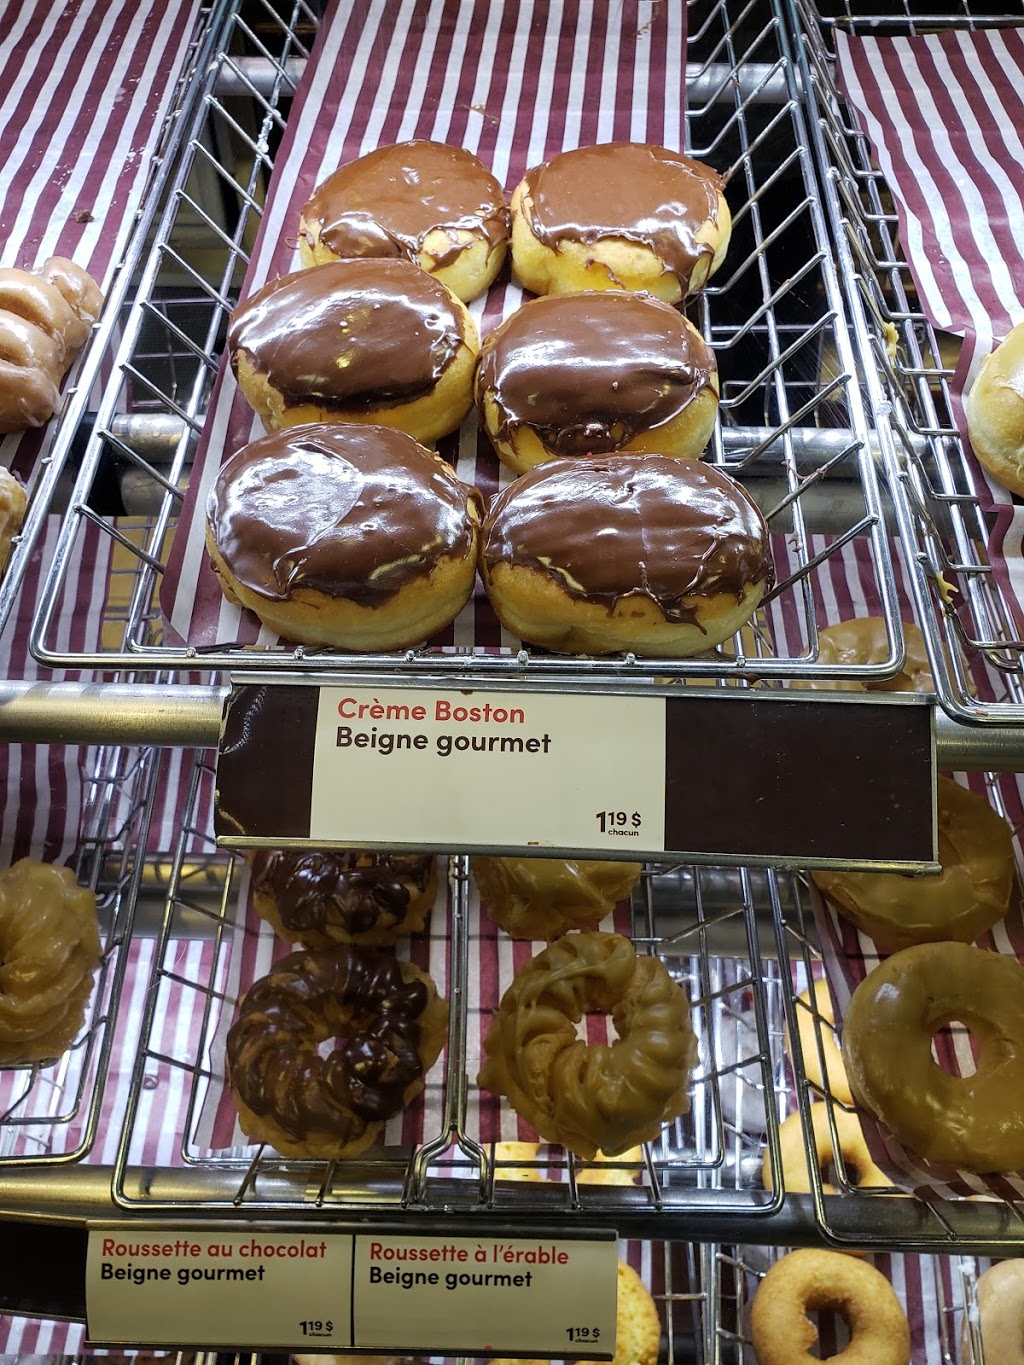 Crème Boston
Beigne gourmet
1 19 $
chacun
Roussette au chocolat
Beigne gourmet
1 19 $
chacun
Roussette à l'érable
Beigne gourmet
1 19 $
chacun